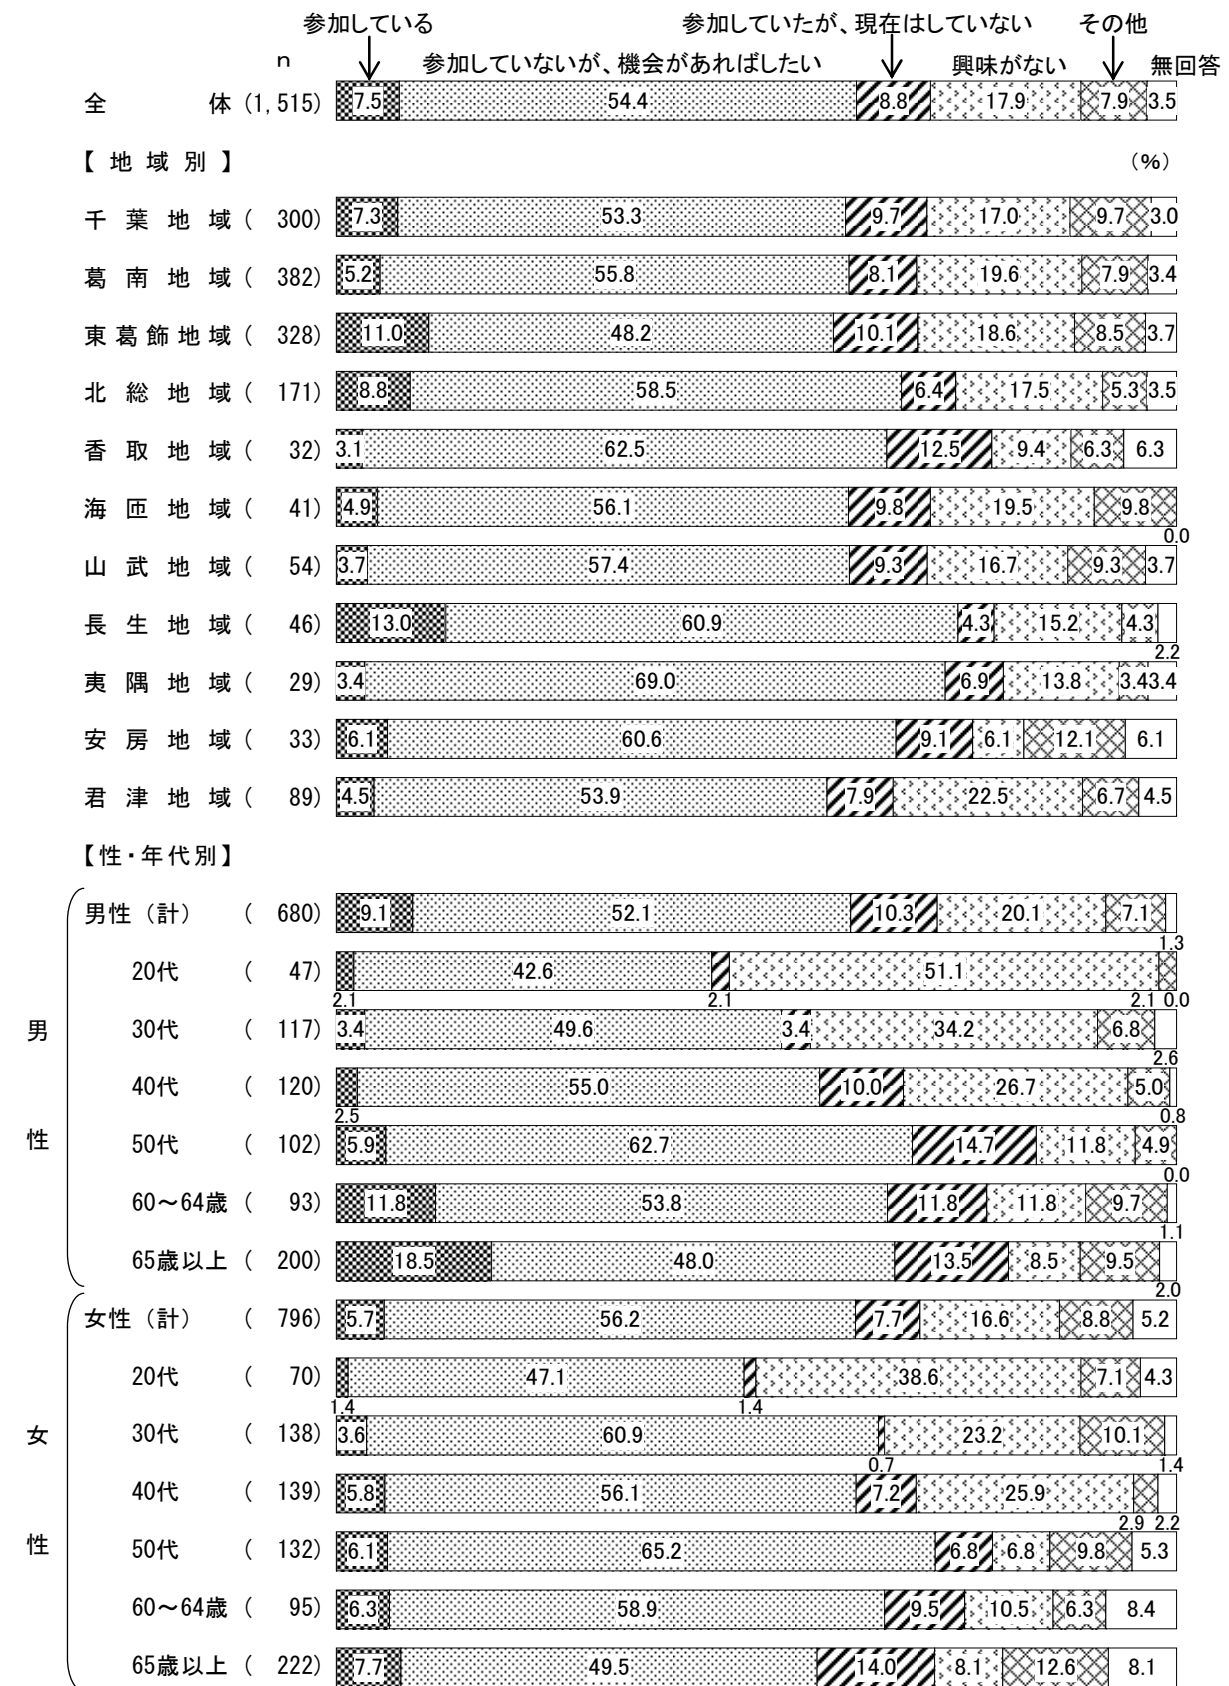 参加している 参加していたが、現在はしていない その他
n 参加していないが、機会があればしたい 興味がない 無回答
全体 (1,515) 7.5 54.4 8.8 17.9 7.9 3.5
【地域別】 (%)
千葉地域 ( 300) 7.3 53.3 9.7 17.0 9.7 3.0
葛南地域 ( 382) 5.2 55.8 8.1 19.6 7.9 3.4
東葛飾地域 ( 328) 11.0 48.2 10.1 18.6 8.5 3.7
北総地域 ( 171) 8.8 58.5 6.4 17.5 5.3 3.5
香取地域 ( 32) 3.1 62.5 12.5 9.4 6.3 6.3
海匝地域 ( 41) 4.9 56.1 9.8 19.5 9.8
0.0
山武地域 ( 54) 3.7 57.4 9.3 16.7 9.3 3.7
長生地域 ( 46) 13.0 60.9 4.3 15.2 4.3
2.2
夷隅地域 ( 29) 3.4 69.0 6.9 13.8 3.4 3.4
安房地域 ( 33) 6.1 60.6 9.1 6.1 12.1 6.1
君津地域 ( 89) 4.5 53.9 7.9 22.5 6.7 4.5
【性・年代別】
男性（計） ( 680) 9.1 52.1 10.3 20.1 7.1
1.3
20代 ( 47) 42.6 51.1
2.1 2.1 2.1 0.0
男 30代 ( 117) 3.4 49.6 3.4 34.2 6.8
2.6
40代 ( 120) 55.0 10.0 26.7 5.0
2.5 0.8
性 50代 ( 102) 5.9 62.7 14.7 11.8 4.9
0.0
60～64歳 ( 93) 11.8 53.8 11.8 11.8 9.7
1.1
65歳以上 ( 200) 18.5 48.0 13.5 8.5 9.5
2.0
女性（計） ( 796) 5.7 56.2 7.7 16.6 8.8 5.2
20代 ( 70) 47.1 38.6 7.1 4.3
1.4 1.4
女 30代 ( 138) 3.6 60.9 23.2 10.1
0.7 1.4
40代 ( 139) 5.8 56.1 7.2 25.9
2.9 2.2
性 50代 ( 132) 6.1 65.2 6.8 6.8 9.8 5.3
60～64歳 ( 95) 6.3 58.9 9.5 10.5 6.3 8.4
65歳以上 ( 222) 7.7 49.5 14.0 8.1 12.6 8.1